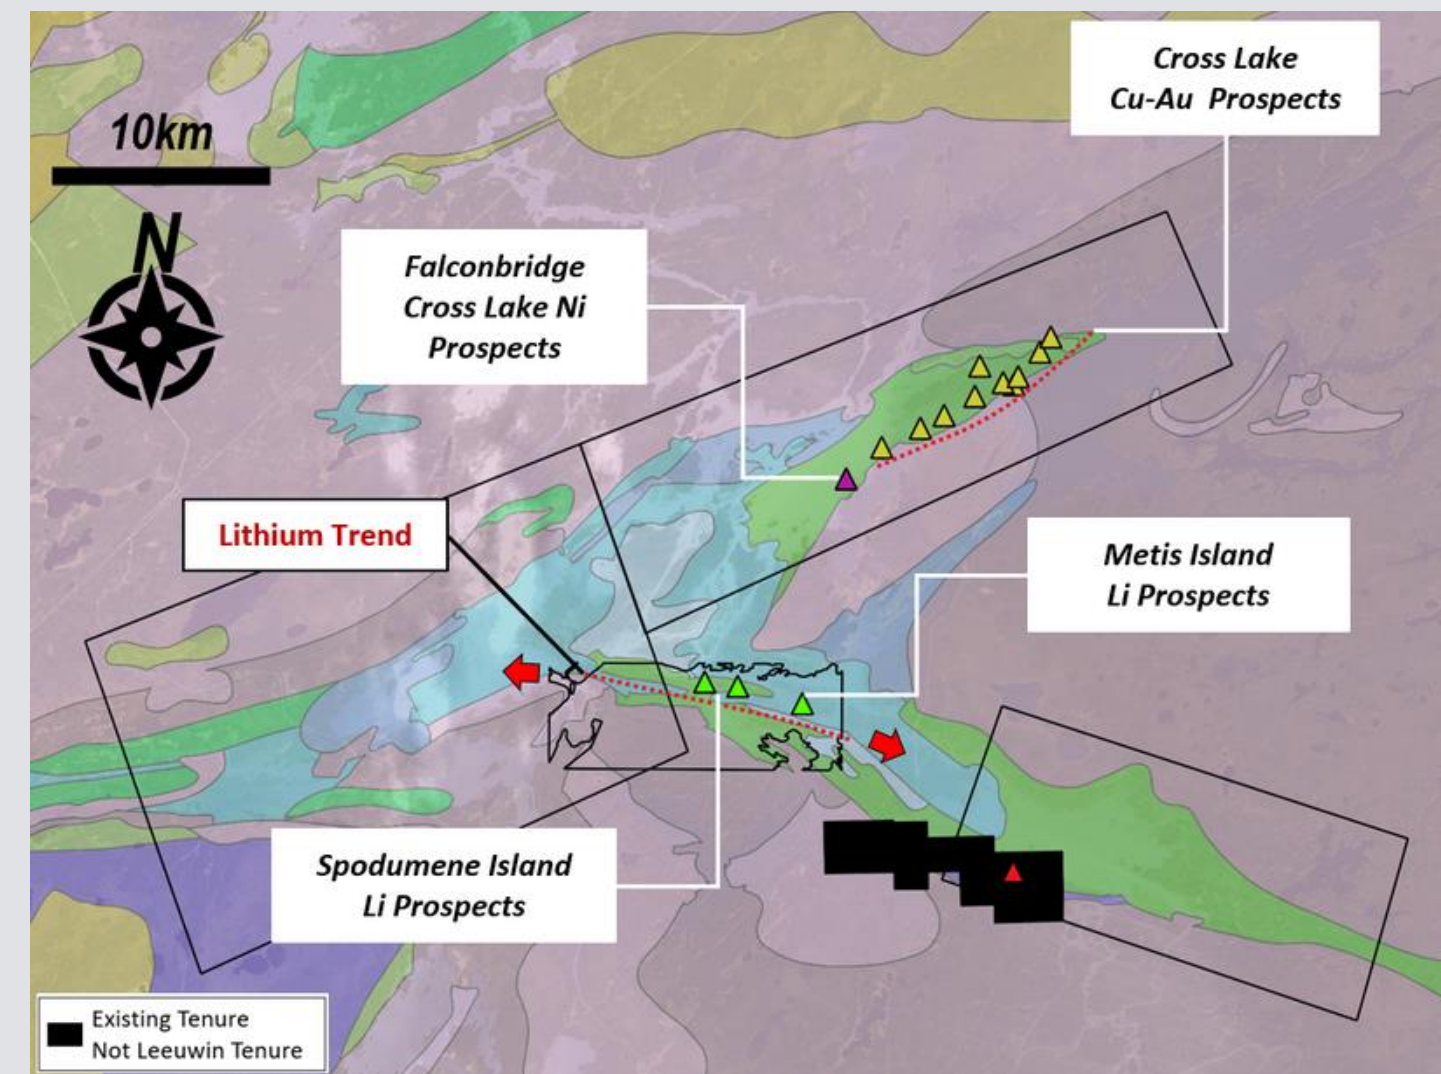 Cross Lake
Cu-Au Prospects
10km
N
Falconbridge
Cross Lake Ni
Prospects
Lithium Trend
Metis Island
Li Prospects
Spodumene Island
Li Prospects
Existing Tenure
Not Leeuwin Tenure